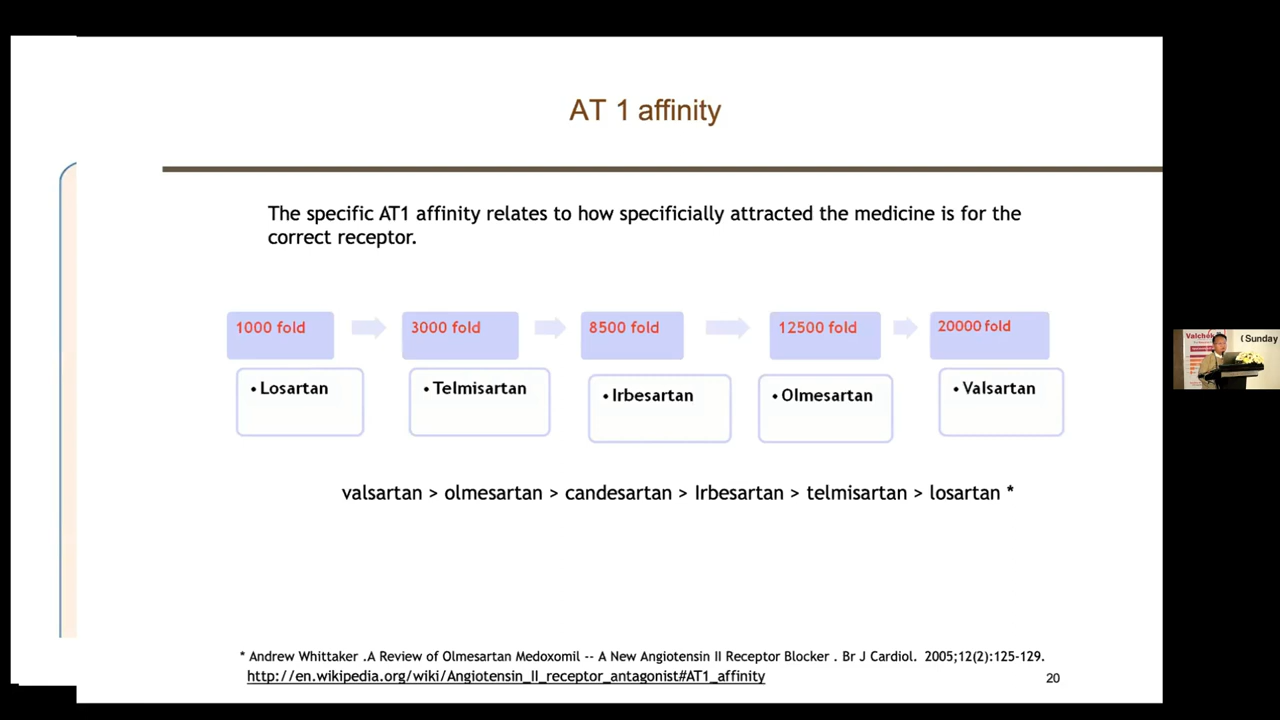 AT 1 affinity
The specific AT1 affinity relates to how specificially attracted the medicine is for the
correct receptor.
1000 fold
3000 fold
8500 fold
12500 fold
20000 fold
• Losartan
• Telmisartan
• Irbesartan
• Olmesartan
• Valsartan
valsartan > olmesartan > candesartan > Irbesartan > telmisartan > losartan *
* Andrew Whittaker .A Review of Olmesartan Medoxomil -- A New Angiotensin II Receptor Blocker . Br J Cardiol. 2005;12(2):125-129.
http://en.wikipedia.org/wiki/Angiotensin_II_receptor_antagonist#AT1_affinity
20
(Sunday